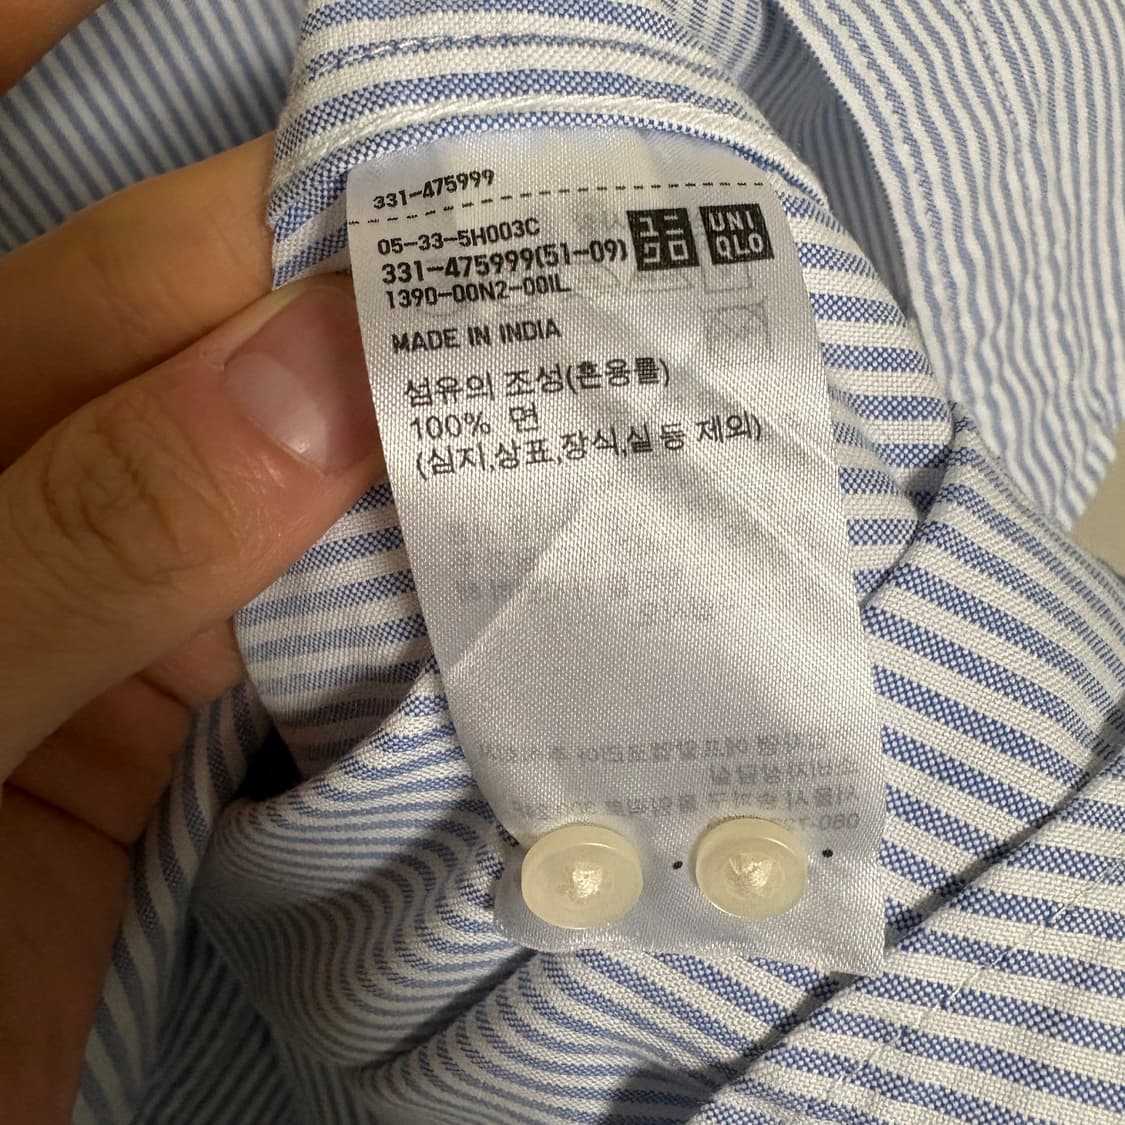 331-475999
05-33-5H003C
331-475999(51-09)
1390-00N2-00IL
ユニ
クロ
UNI
QLO
MADE IN INDIA
섬유의 조성(혼용률)
100% 면
(심지,상표,장식,실 등 제외)